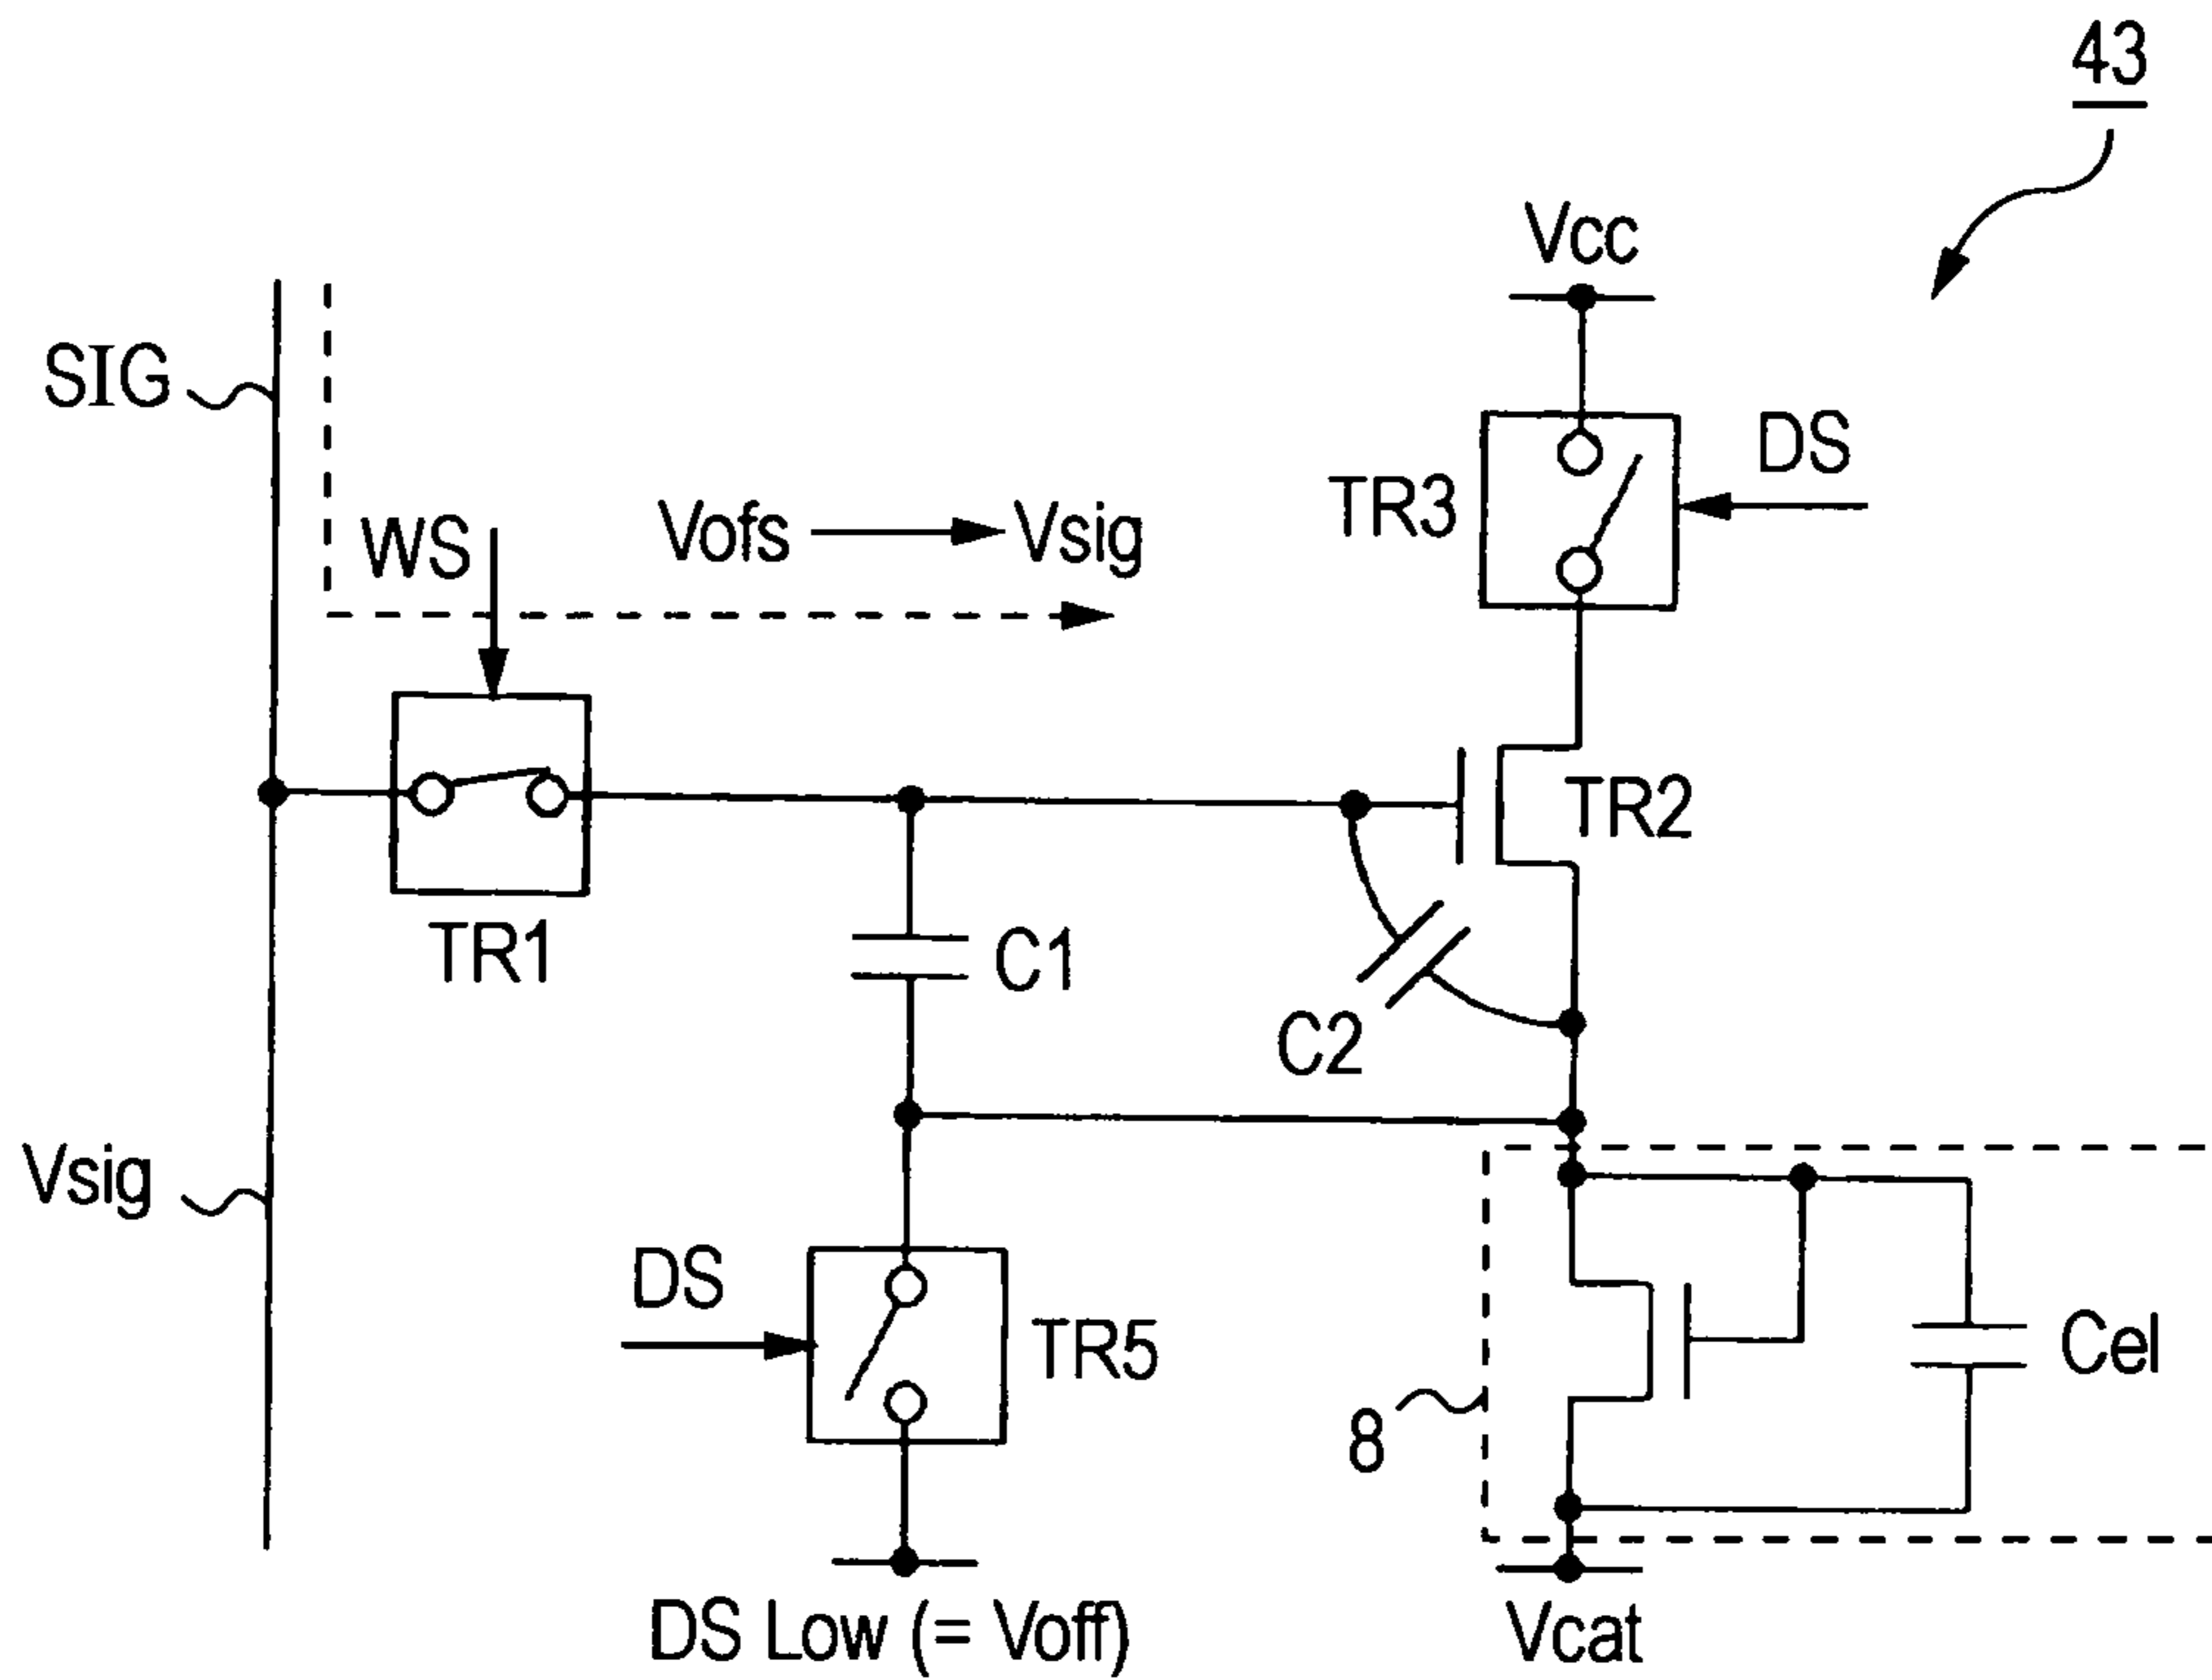 43
Vcc
SIG
DS
TR3
WS
Vofs
Vsig
TR2
TR1
C1
C2
Vsig
DS
TR5
Cel
8
DS Low (= Voff)
Vcat